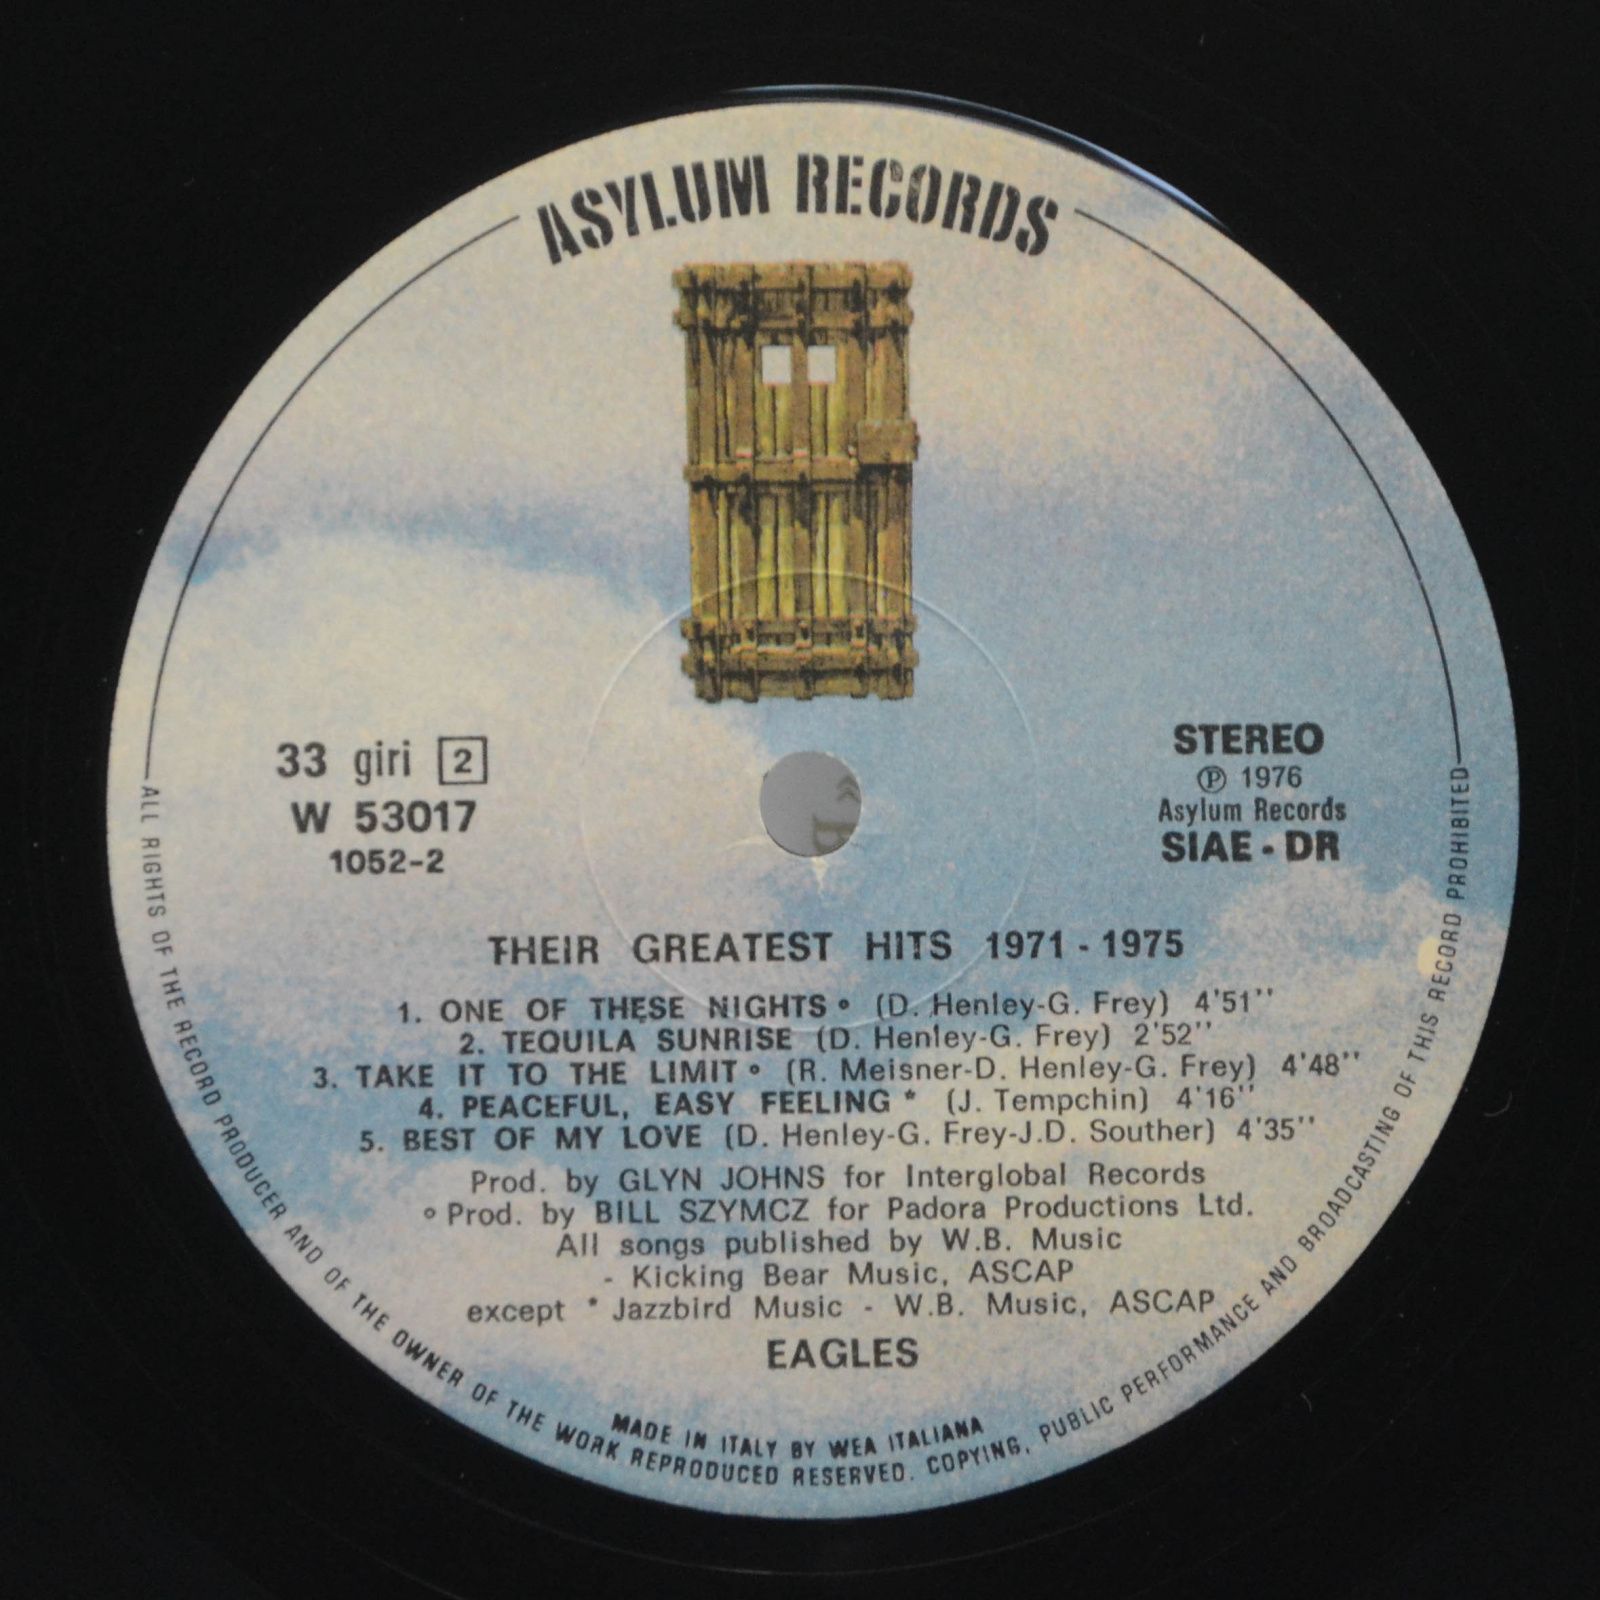 ASYLUM RECORDS
33 giri 2
W 53017
1052-2
STEREO
℗ 1976
Asylum Records
SIAE - DR
THEIR GREATEST HITS 1971 - 1975
1. ONE OF THESE NIGHTS ° (D. Henley-G. Frey) 4'51''
2. TEQUILA SUNRISE (D. Henley-G. Frey) 2'52''
3. TAKE IT TO THE LIMIT ° (R. Meisner-D. Henley-G. Frey) 4'48''
4. PEACEFUL, EASY FEELING * (J. Tempchin) 4'16''
5. BEST OF MY LOVE (D. Henley-G. Frey-J.D. Souther) 4'35''
Prod. by GLYN JOHNS for Interglobal Records
° Prod. by BILL SZYMCZ for Padora Productions Ltd.
All songs published by W.B. Music
- Kicking Bear Music, ASCAP
except * Jazzbird Music - W.B. Music, ASCAP
EAGLES
MADE IN ITALY BY WEA ITALIANA
ALL RIGHTS OF THE RECORD PRODUCER AND OF THE OWNER OF THE WORK REPRODUCED RESERVED. COPYING, PUBLIC PERFORMANCE AND BROADCASTING OF THIS RECORD PROHIBITED